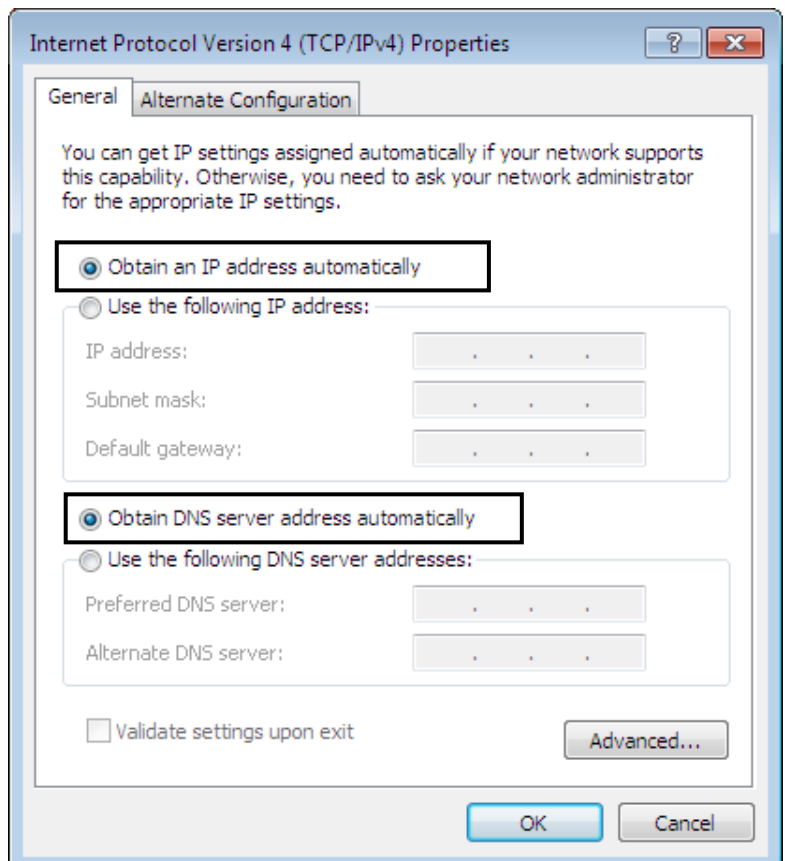 Internet Protocol Version 4 (TCP/IPv4) Properties
General
Alternate Configuration
You can get IP settings assigned automatically if your network supports
this capability. Otherwise, you need to ask your network administrator
for the appropriate IP settings.
Obtain an IP address automatically
Use the following IP address:
IP address:
Subnet mask:
Default gateway:
Obtain DNS server address automatically
Use the following DNS server addresses:
Preferred DNS server:
Alternate DNS server:
Validate settings upon exit
Advanced...
OK
Cancel